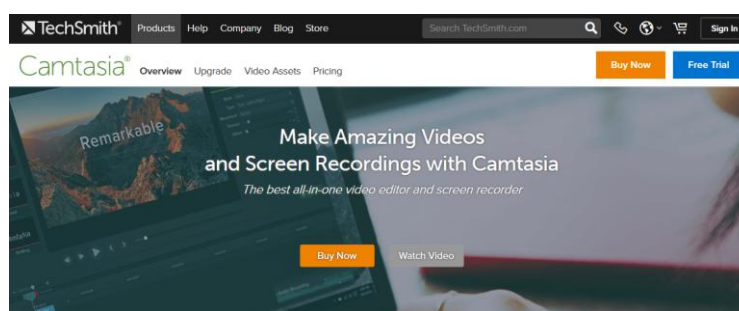 TechSmith® Products Help Company Blog Store Search TechSmith.com Sign In
Camtasia® Overview Upgrade Video Assets Pricing Buy Now Free Trial
Remarkable
Make Amazing Videos
and Screen Recordings with Camtasia
The best all-in-one video editor and screen recorder
Buy Now Watch Video